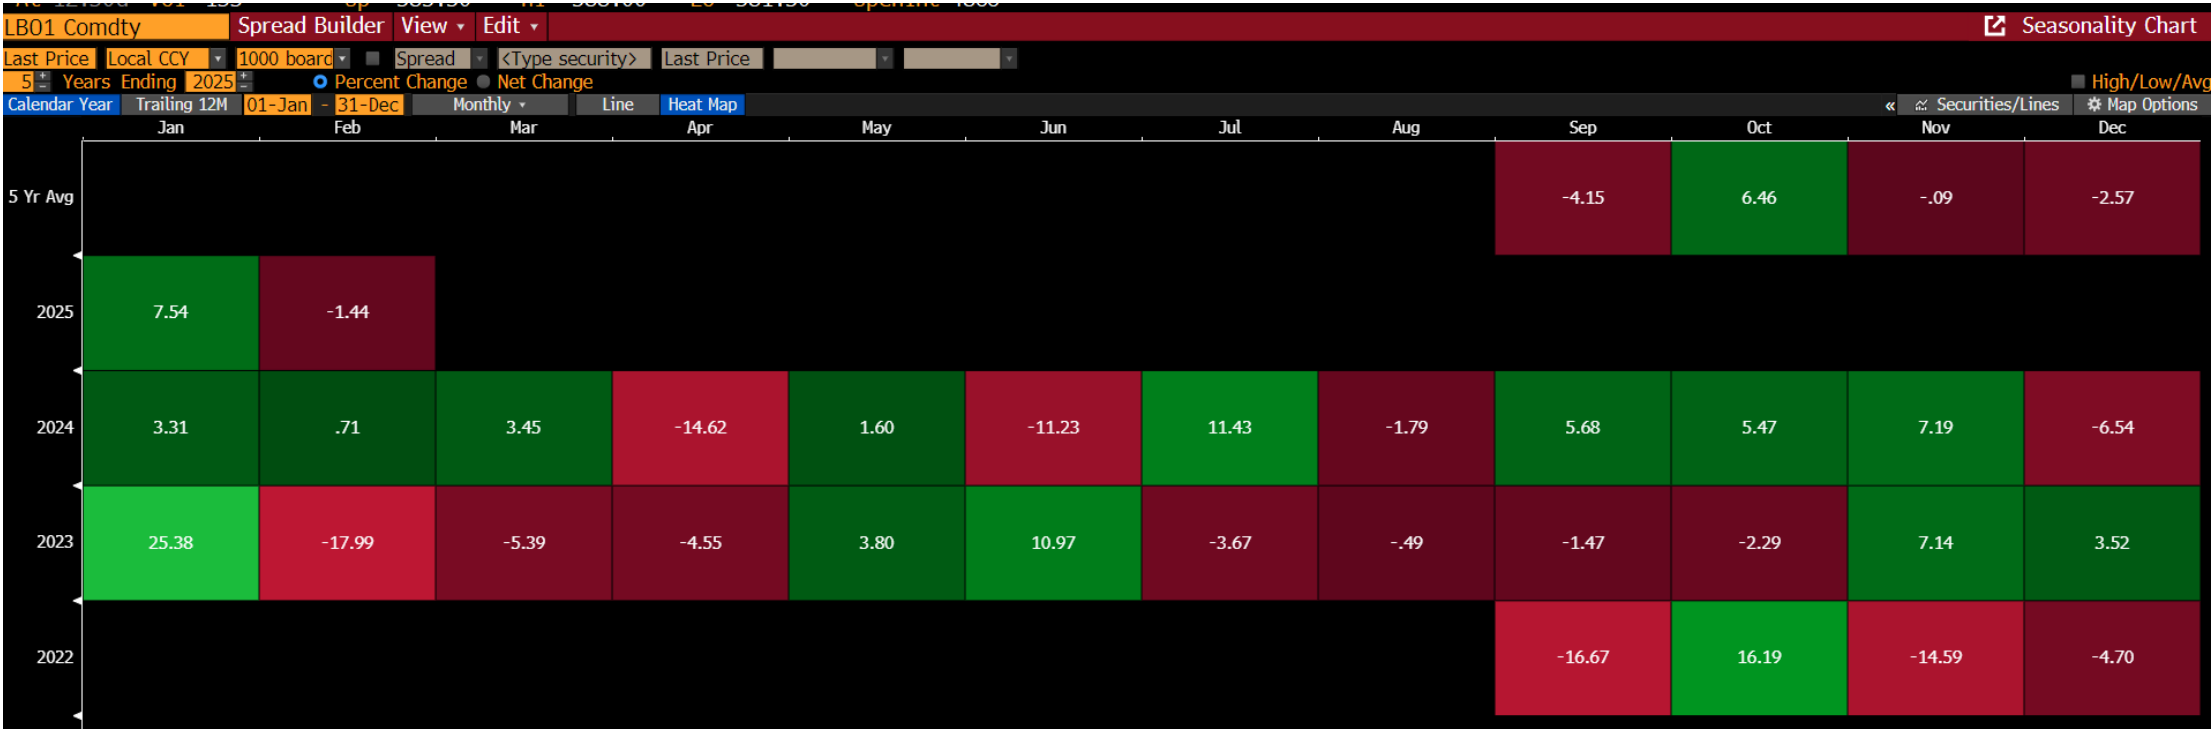 LB01 Comdty Spread Builder View Edit Seasonality Chart
Last Price Local CCY 1000 board Spread <Type security> Last Price
5 Years Ending 2025 Percent Change Net Change High/Low/Avg
Calendar Year Trailing 12M 01-Jan - 31-Dec Monthly Line Heat Map « Securities/Lines Map Options
Jan Feb Mar Apr May Jun Jul Aug Sep Oct Nov Dec
5 Yr Avg -4.15 6.46 -.09 -2.57
2025 7.54 -1.44
2024 3.31 .71 3.45 -14.62 1.60 -11.23 11.43 -1.79 5.68 5.47 7.19 -6.54
2023 25.38 -17.99 -5.39 -4.55 3.80 10.97 -3.67 -.49 -1.47 -2.29 7.14 3.52
2022 -16.67 16.19 -14.59 -4.70